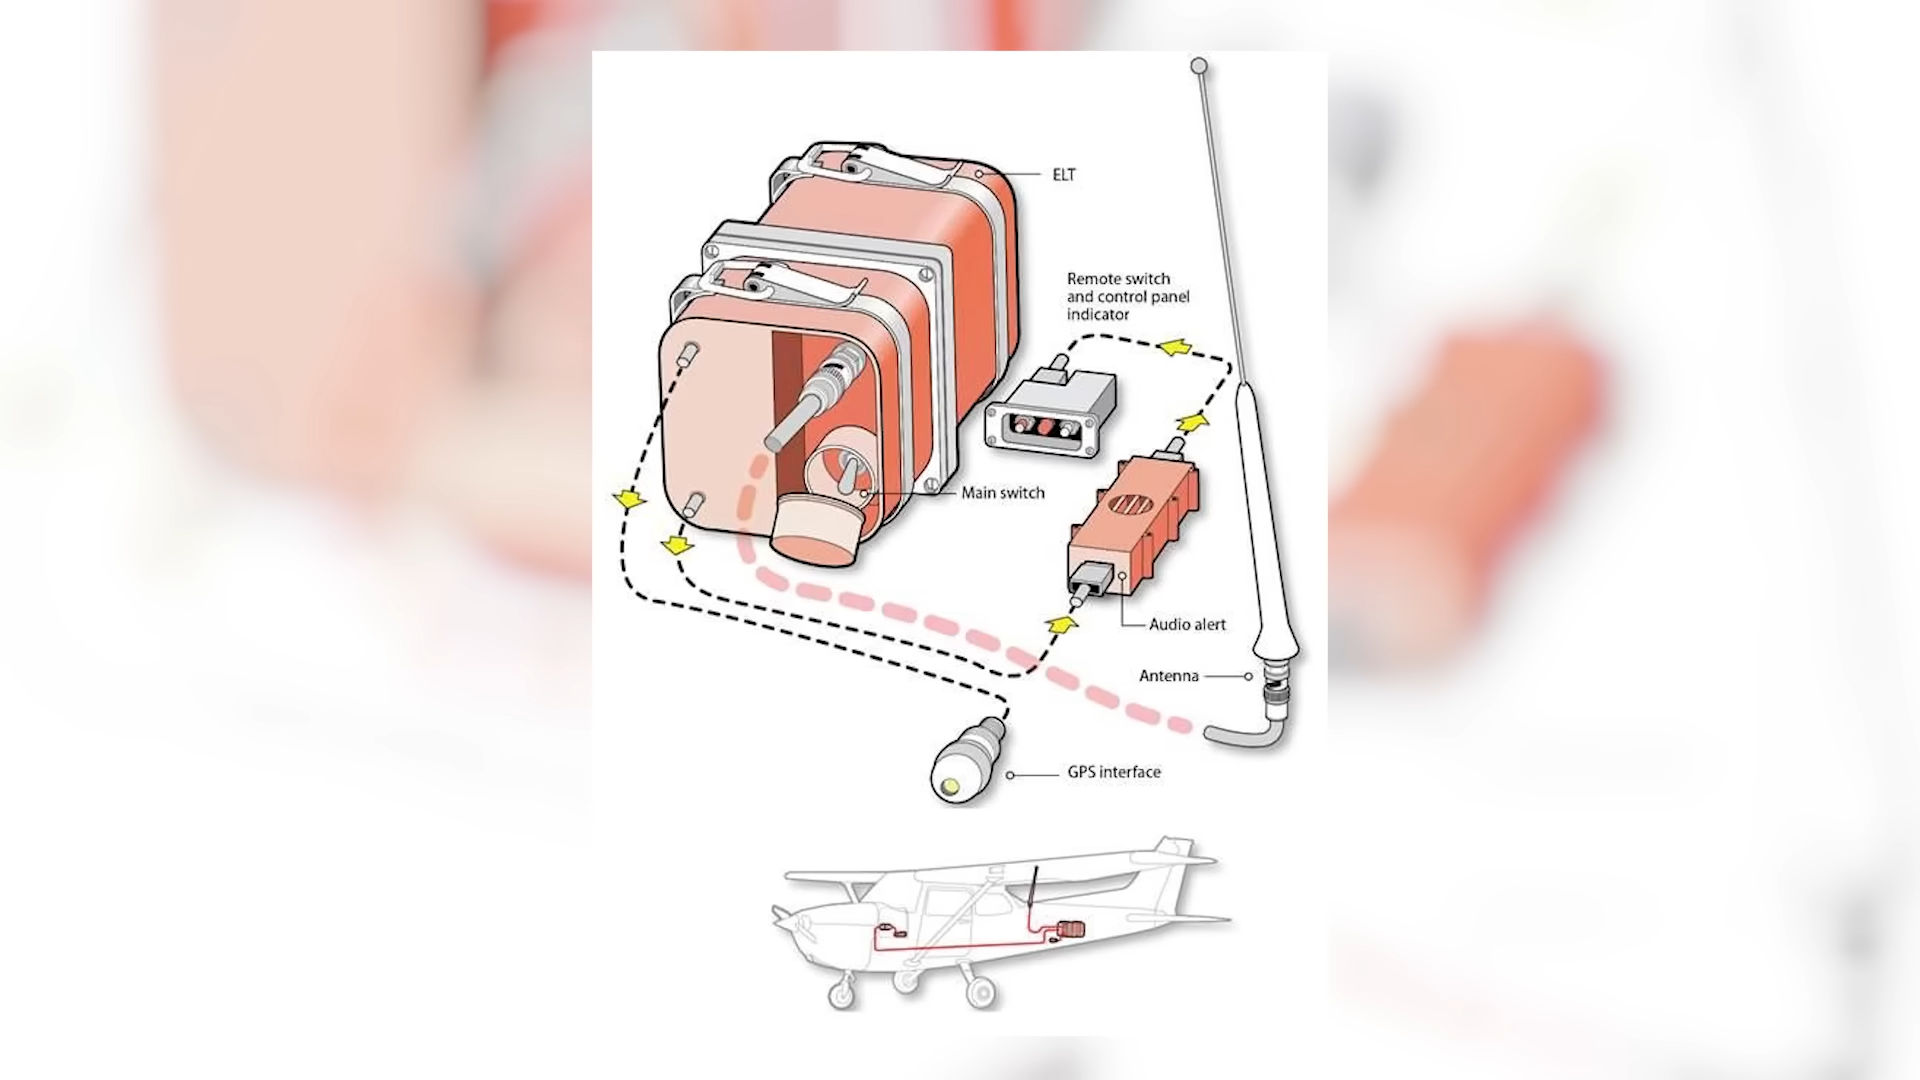 ELT
Remote switch
and control panel
indicator
Main switch
Audio alert
Antenna
GPS interface